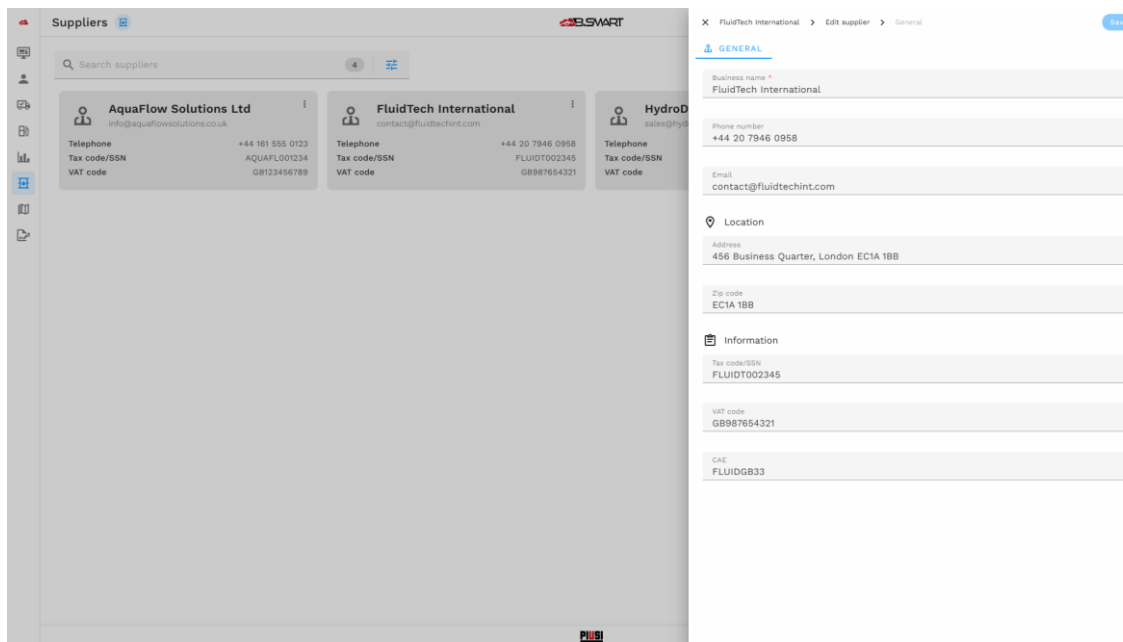 Suppliers
B.SMART
Search suppliers
4
AquaFlow Solutions Ltd
info@aquaflowsolutions.co.uk
Telephone +44 161 555 0123
Tax code/SSN AQUAFL001234
VAT code GB123456789
FluidTech International
contact@fluidtechint.com
Telephone +44 20 7946 0958
Tax code/SSN FLUIDT002345
VAT code GB987654321
HydroD
sales@hyd
Telephone
Tax code/SSN
VAT code
PIUSI
FluidTech International > Edit supplier > General
Sav
GENERAL
Business name *
FluidTech International
Phone number
+44 20 7946 0958
Email
contact@fluidtechint.com
Location
Address
456 Business Quarter, London EC1A 1BB
Zip code
EC1A 1BB
Information
Tax code/SSN
FLUIDT002345
VAT code
GB987654321
CAE
FLUIDGB33